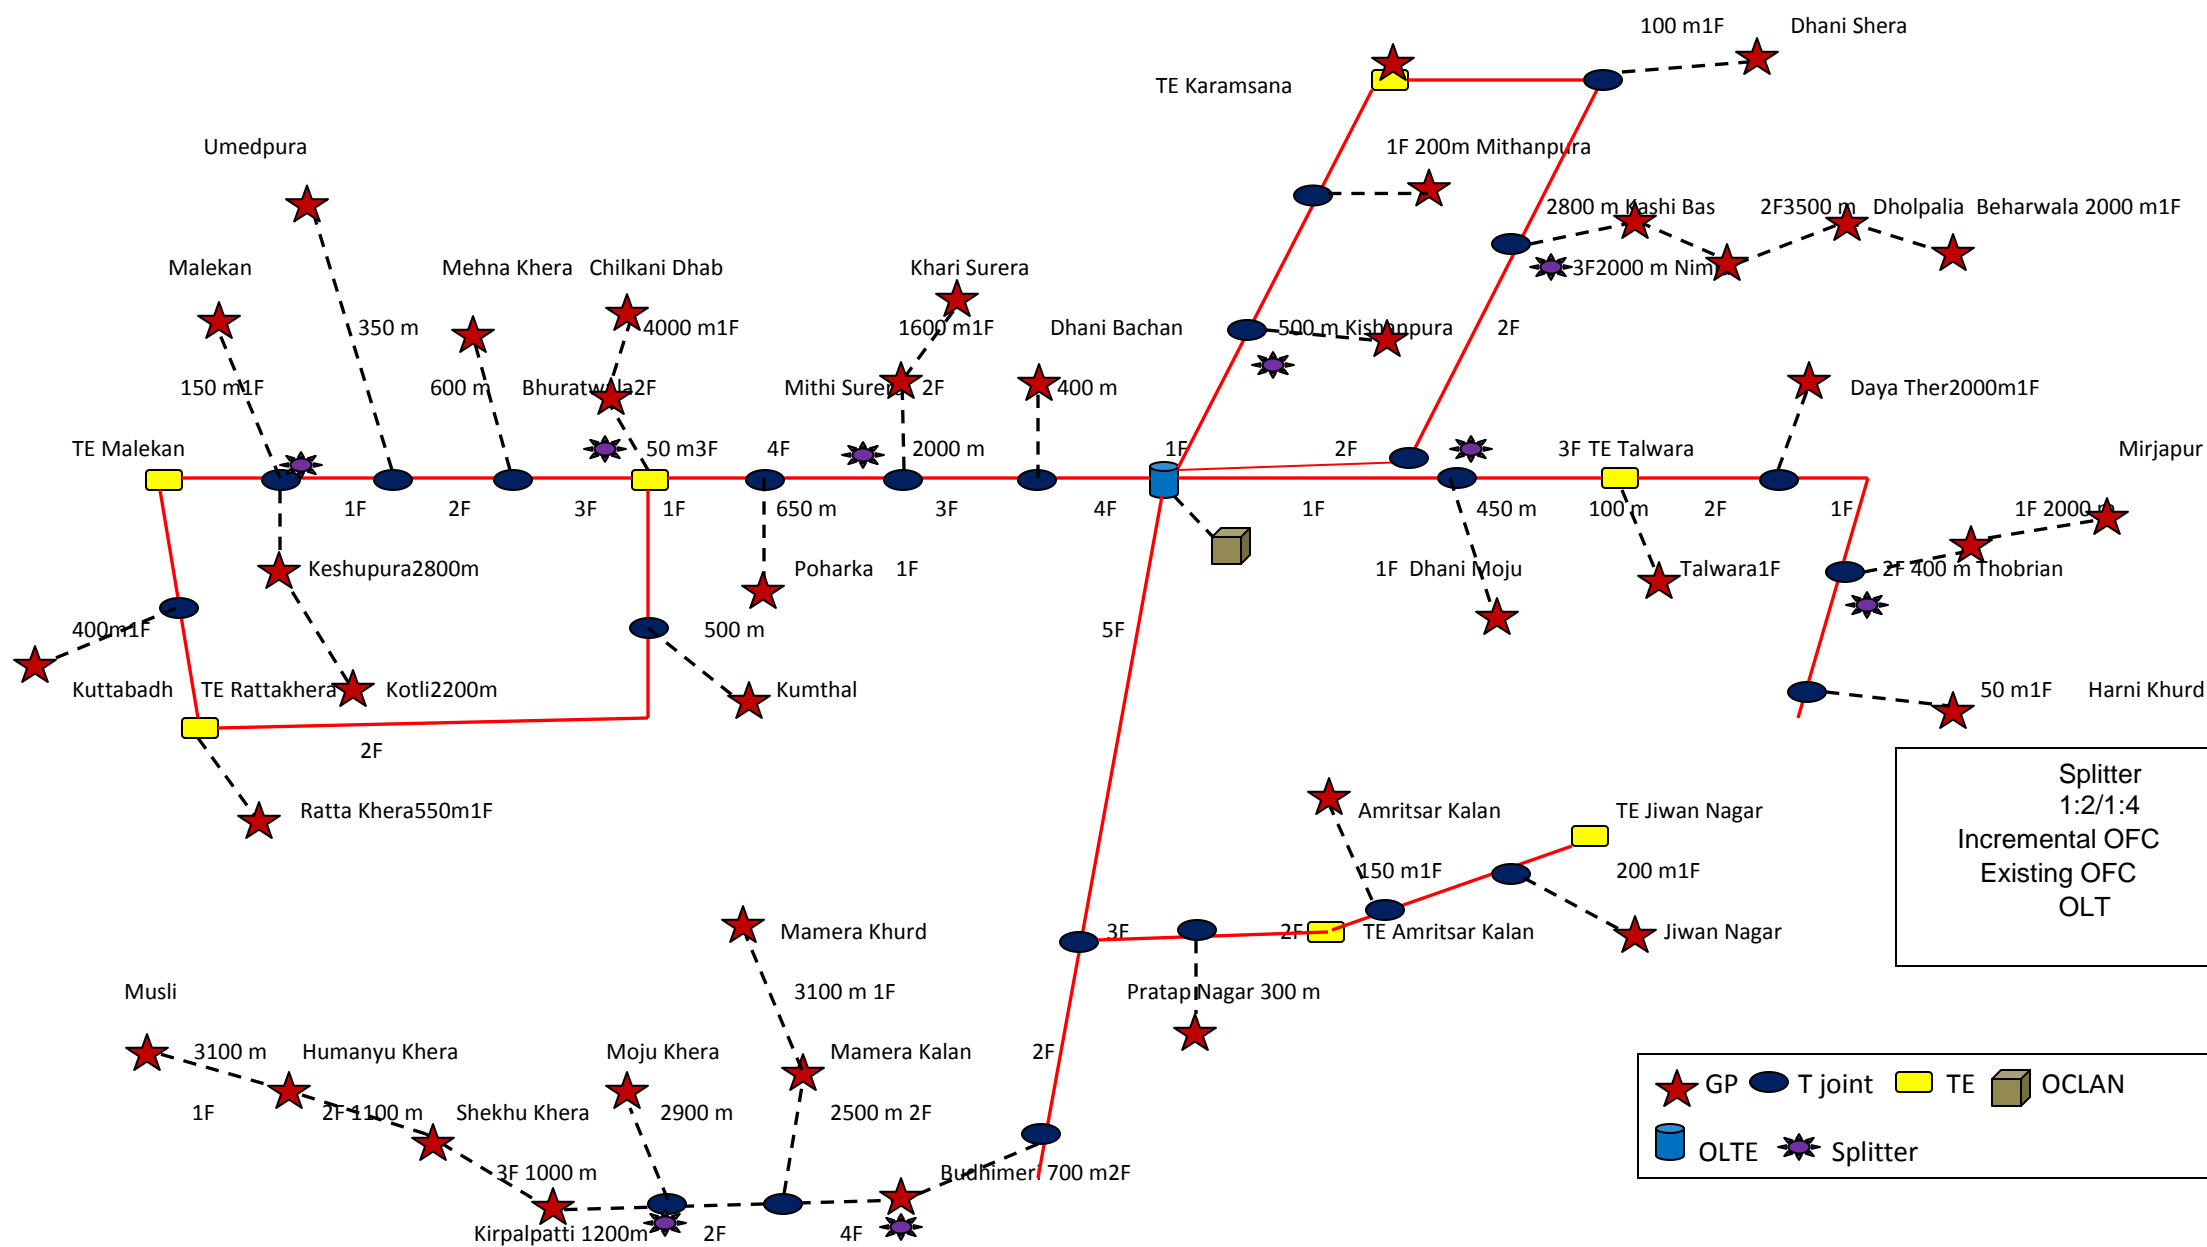 100 m1F Dhani Shera
TE Karamsana
Umedpura
1F 200m Mithanpura
2800 m Kashi Bas 2F3500 m Dholpalia Beharwala 2000 m1F
Malekan Mehna Khera Chilkani Dhab Khari Surera
3F2000 m
350 m 4000 m1F 1600 m1F Dhani Bachan 500 m Kishanpura 2F
150 m1F 600 m Bhuratwala2F Mithi Surera 2F 400 m Daya Ther2000m1F
TE Malekan 50 m3F 4F 2000 m 1F 2F 3F TE Talwara Mirjapur
1F 2F 3F 1F 650 m 3F 4F 1F 450 m 100 m 2F 1F 1F 2000 m
Keshupura2800m Poharka 1F 1F Dhani Moju Talwara1F 2F 400 m Thobrian
400m1F 500 m 5F
Kuttabadh TE Rattakhera Kotli2200m Kumthal 50 m1F Harni Khurd
2F
Splitter
1:2/1:4
Incremental OFC
Existing OFC
OLT
Ratta Khera550m1F Amritsar Kalan TE Jiwan Nagar
150 m1F 200 m1F
Mamera Khurd 3F 2F TE Amritsar Kalan Jiwan Nagar
Musli 3100 m 1F Pratap Nagar 300 m
3100 m Humanyu Khera Moju Khera Mamera Kalan 2F
1F 2F 1100 m Shekhu Khera 2900 m 2500 m 2F
3F 1000 m Budhimeri 700 m2F
Kirpalpatti 1200m 2F 4F
GP T joint TE OCLAN
OLTE Splitter